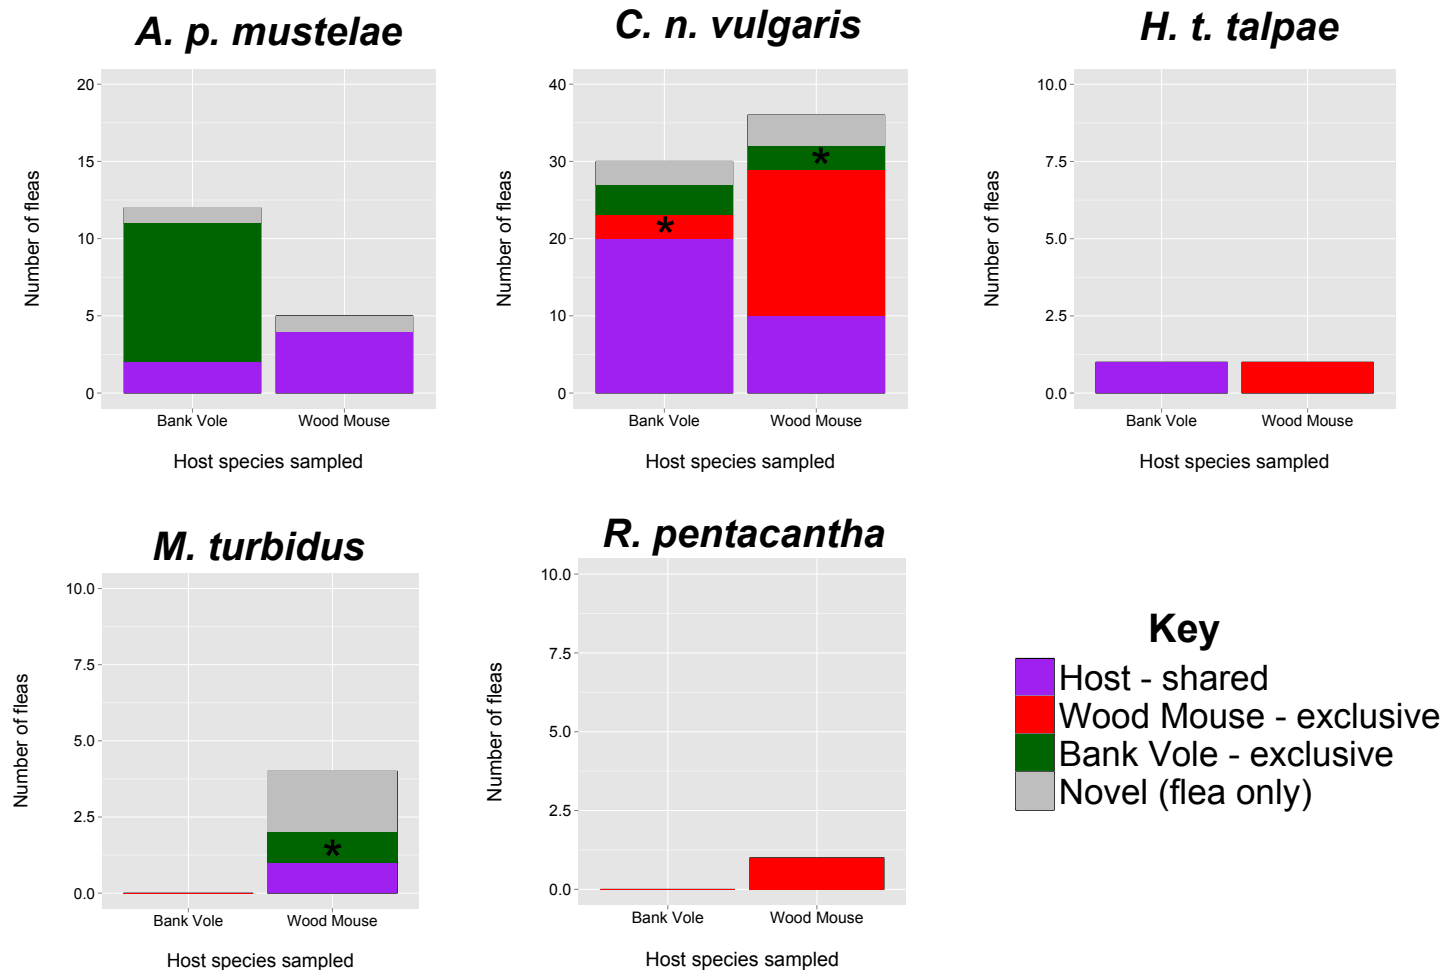 A. p. mustelae
C. n. vulgaris
H. t. talpae
Number of fleas
20
15
10
5
0
Bank Vole
Wood Mouse
Host species sampled
Number of fleas
40
30
20
10
0
*
*
Bank Vole
Wood Mouse
Host species sampled
Number of fleas
10.0
7.5
5.0
2.5
0.0
Bank Vole
Wood Mouse
Host species sampled
M. turbidus
R. pentacantha
Number of fleas
10.0
7.5
5.0
2.5
0.0
*
Bank Vole
Wood Mouse
Host species sampled
Number of fleas
10.0
7.5
5.0
2.5
0.0
Bank Vole
Wood Mouse
Host species sampled
Key
Host - shared
Wood Mouse - exclusive
Bank Vole - exclusive
Novel (flea only)